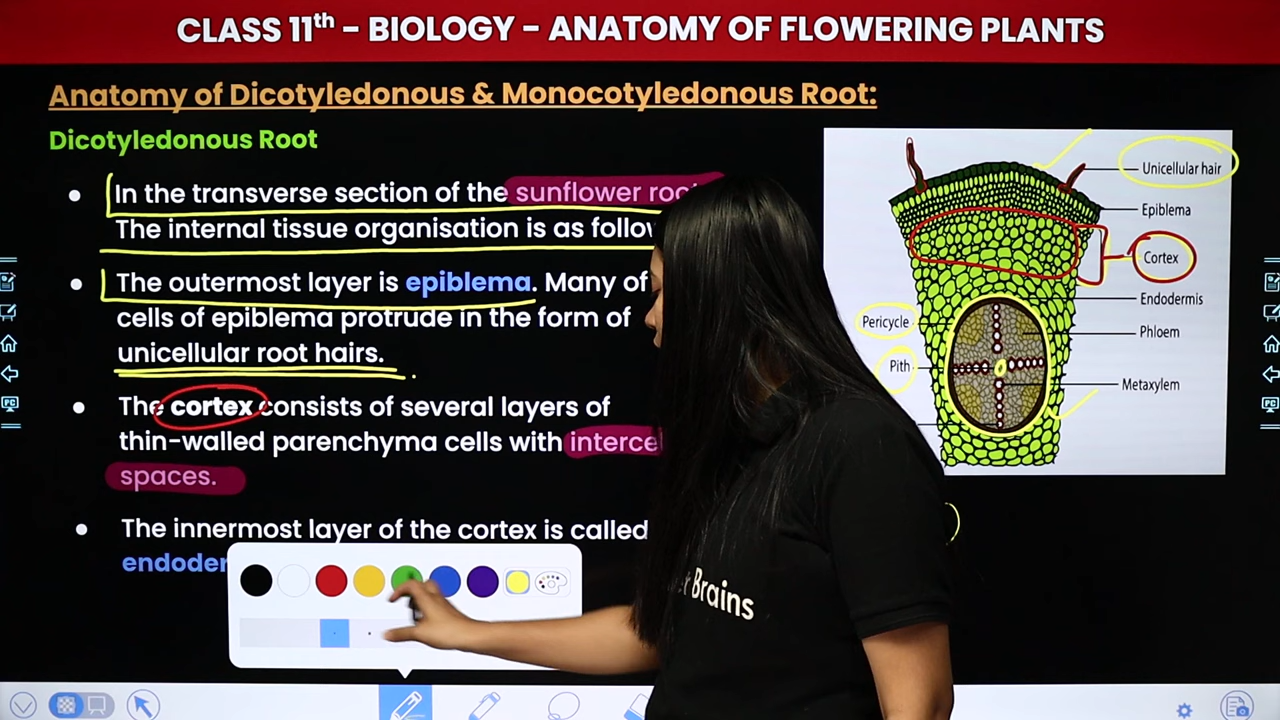 CLASS 11th - BIOLOGY - ANATOMY OF FLOWERING PLANTS
Anatomy of Dicotyledonous & Monocotyledonous Root:
Dicotyledonous Root
• In the transverse section of the sunflower
The internal tissue organisation is as
• The outermost layer is epiblema. Many of
cells of epiblema protrude in the form of
unicellular root hairs.
• The cortex consists of several layers of
thin-walled parenchyma cells with
spaces.
• The innermost layer of the cortex is called
Unicellular hair
Epiblema
Cortex
Endodermis
Pericycle
Phloem
Pith
Metaxylem
Brains
PC
PC